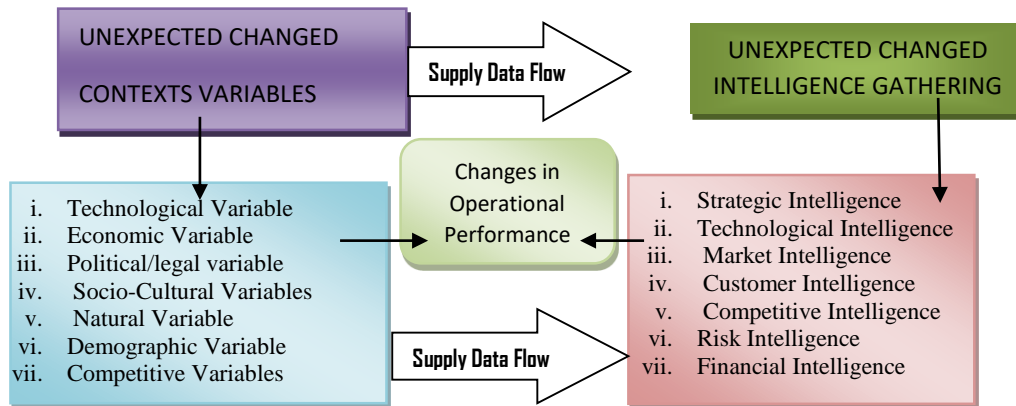 UNEXPECTED CHANGED
CONTEXTS VARIABLES
Supply Data Flow
UNEXPECTED CHANGED
INTELLIGENCE GATHERING
Changes in
Operational
Performance
i. Technological Variable
ii. Economic Variable
iii. Political/legal variable
iv. Socio-Cultural Variables
v. Natural Variable
vi. Demographic Variable
vii. Competitive Variables
Supply Data Flow
i. Strategic Intelligence
ii. Technological Intelligence
iii. Market Intelligence
iv. Customer Intelligence
v. Competitive Intelligence
vi. Risk Intelligence
vii. Financial Intelligence